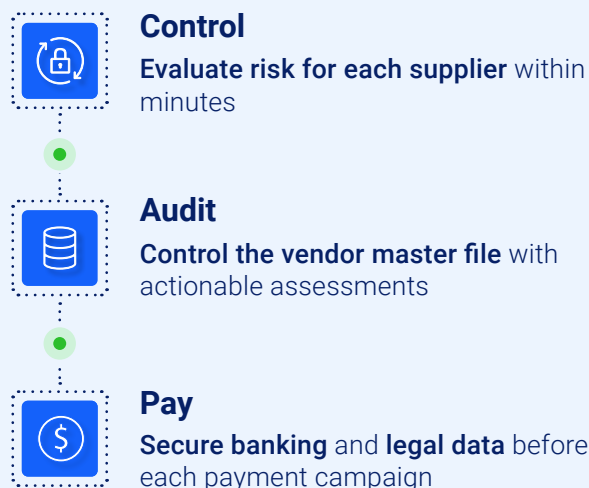 Control
Evaluate risk for each supplier within
minutes
Audit
Control the vendor master file with
actionable assessments
$
Pay
Secure banking and legal data before
each payment campaign